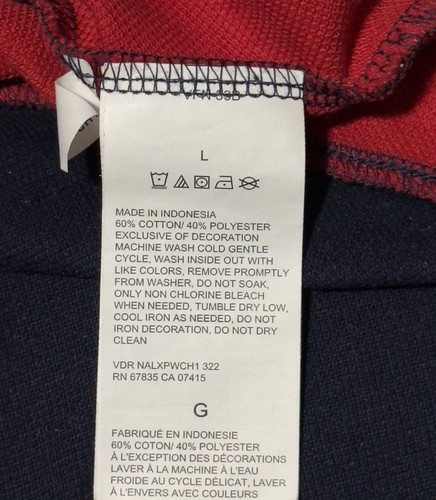 L
MADE IN INDONESIA
60% COTTON/ 40% POLYESTER
EXCLUSIVE OF DECORATION
MACHINE WASH COLD GENTLE
CYCLE, WASH INSIDE OUT WITH
LIKE COLORS, REMOVE PROMPTLY
FROM WASHER, DO NOT SOAK,
ONLY NON CHLORINE BLEACH
WHEN NEEDED, TUMBLE DRY LOW,
COOL IRON AS NEEDED, DO NOT
IRON DECORATION, DO NOT DRY
CLEAN
VDR NALXPWCH1 322
RN 67835 CA 07415
G
FABRIQUÉ EN INDONESIE
60% COTON/ 40% POLYESTER
À L'EXCEPTION DES DÉCORATIONS
LAVER À LA MACHINE À L'EAU
FROIDE AU CYCLE DÉLICAT, LAVER
À L'ENVERS AVEC COULEURS